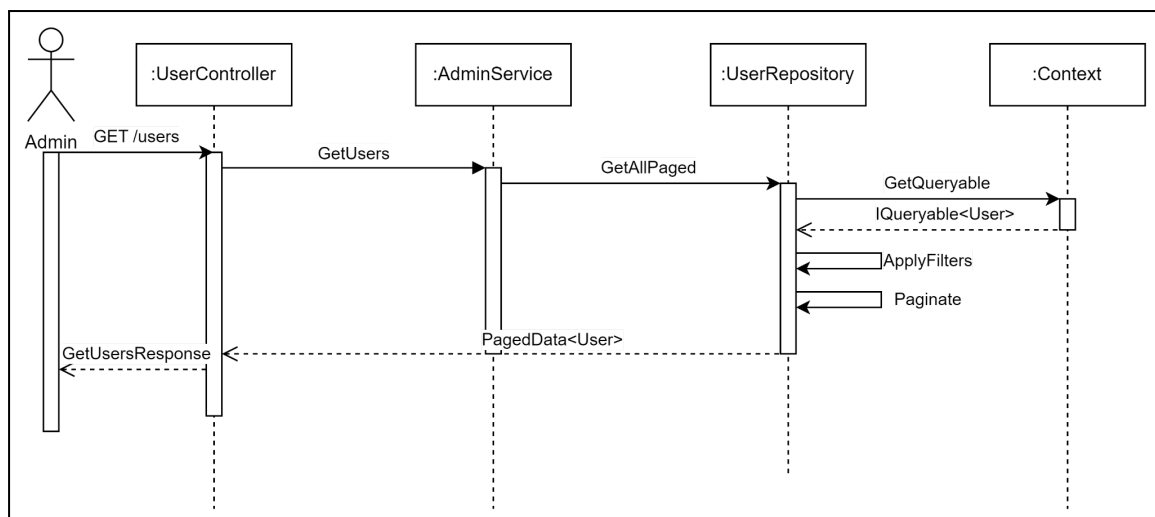 :UserController
:AdminService
:UserRepository
:Context
Admin
GET /users
GetUsers
GetAllPaged
GetQueryable
IQueryable<User>
ApplyFilters
Paginate
PagedData<User>
GetUsersResponse